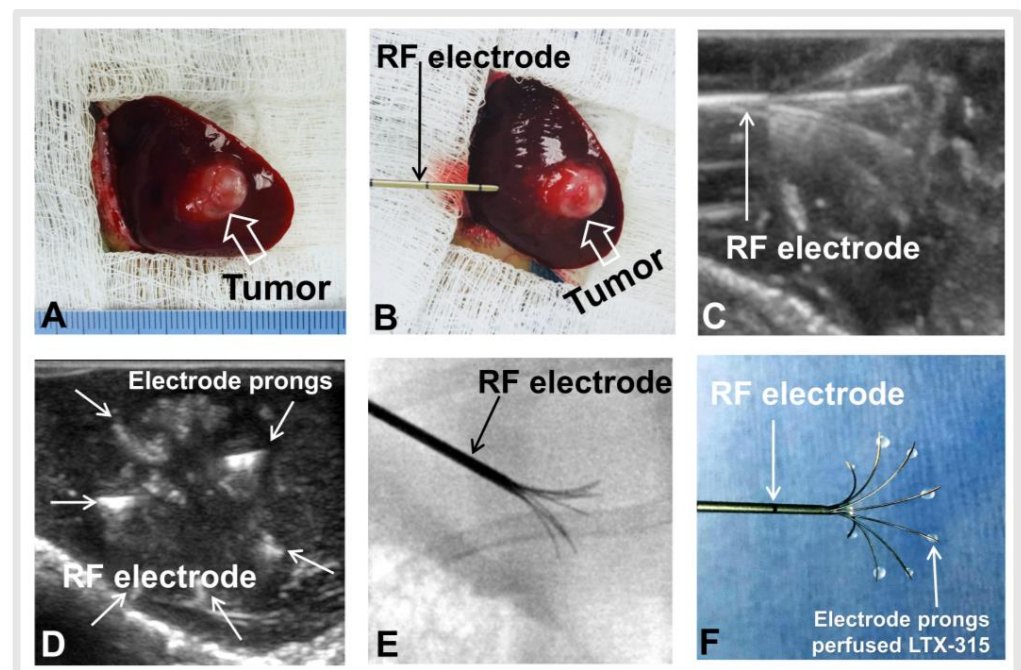 RF electrode
Tumor
A
Tumor
B
RF electrode
C
Electrode prongs
RF electrode
D
RF electrode
E
RF electrode
Electrode prongs
perfused LTX-315
F